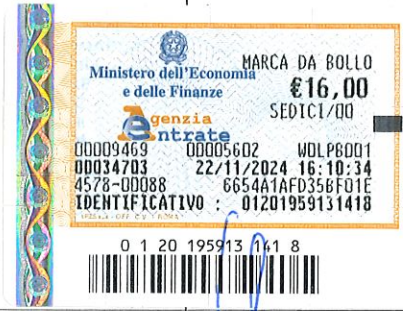 MARCA DA BOLLO
Ministero dell'Economia
e delle Finanze
€16,00
SEDICI/00
Agenzia
Entrate
00009469 00005602 WOLPB001
00034703 22/11/2024 16:10:34
4578-00088 6654A1AFD35BF01E
IDENTIFICATIVO : 01201959131418
0 1 20 195913 141 8